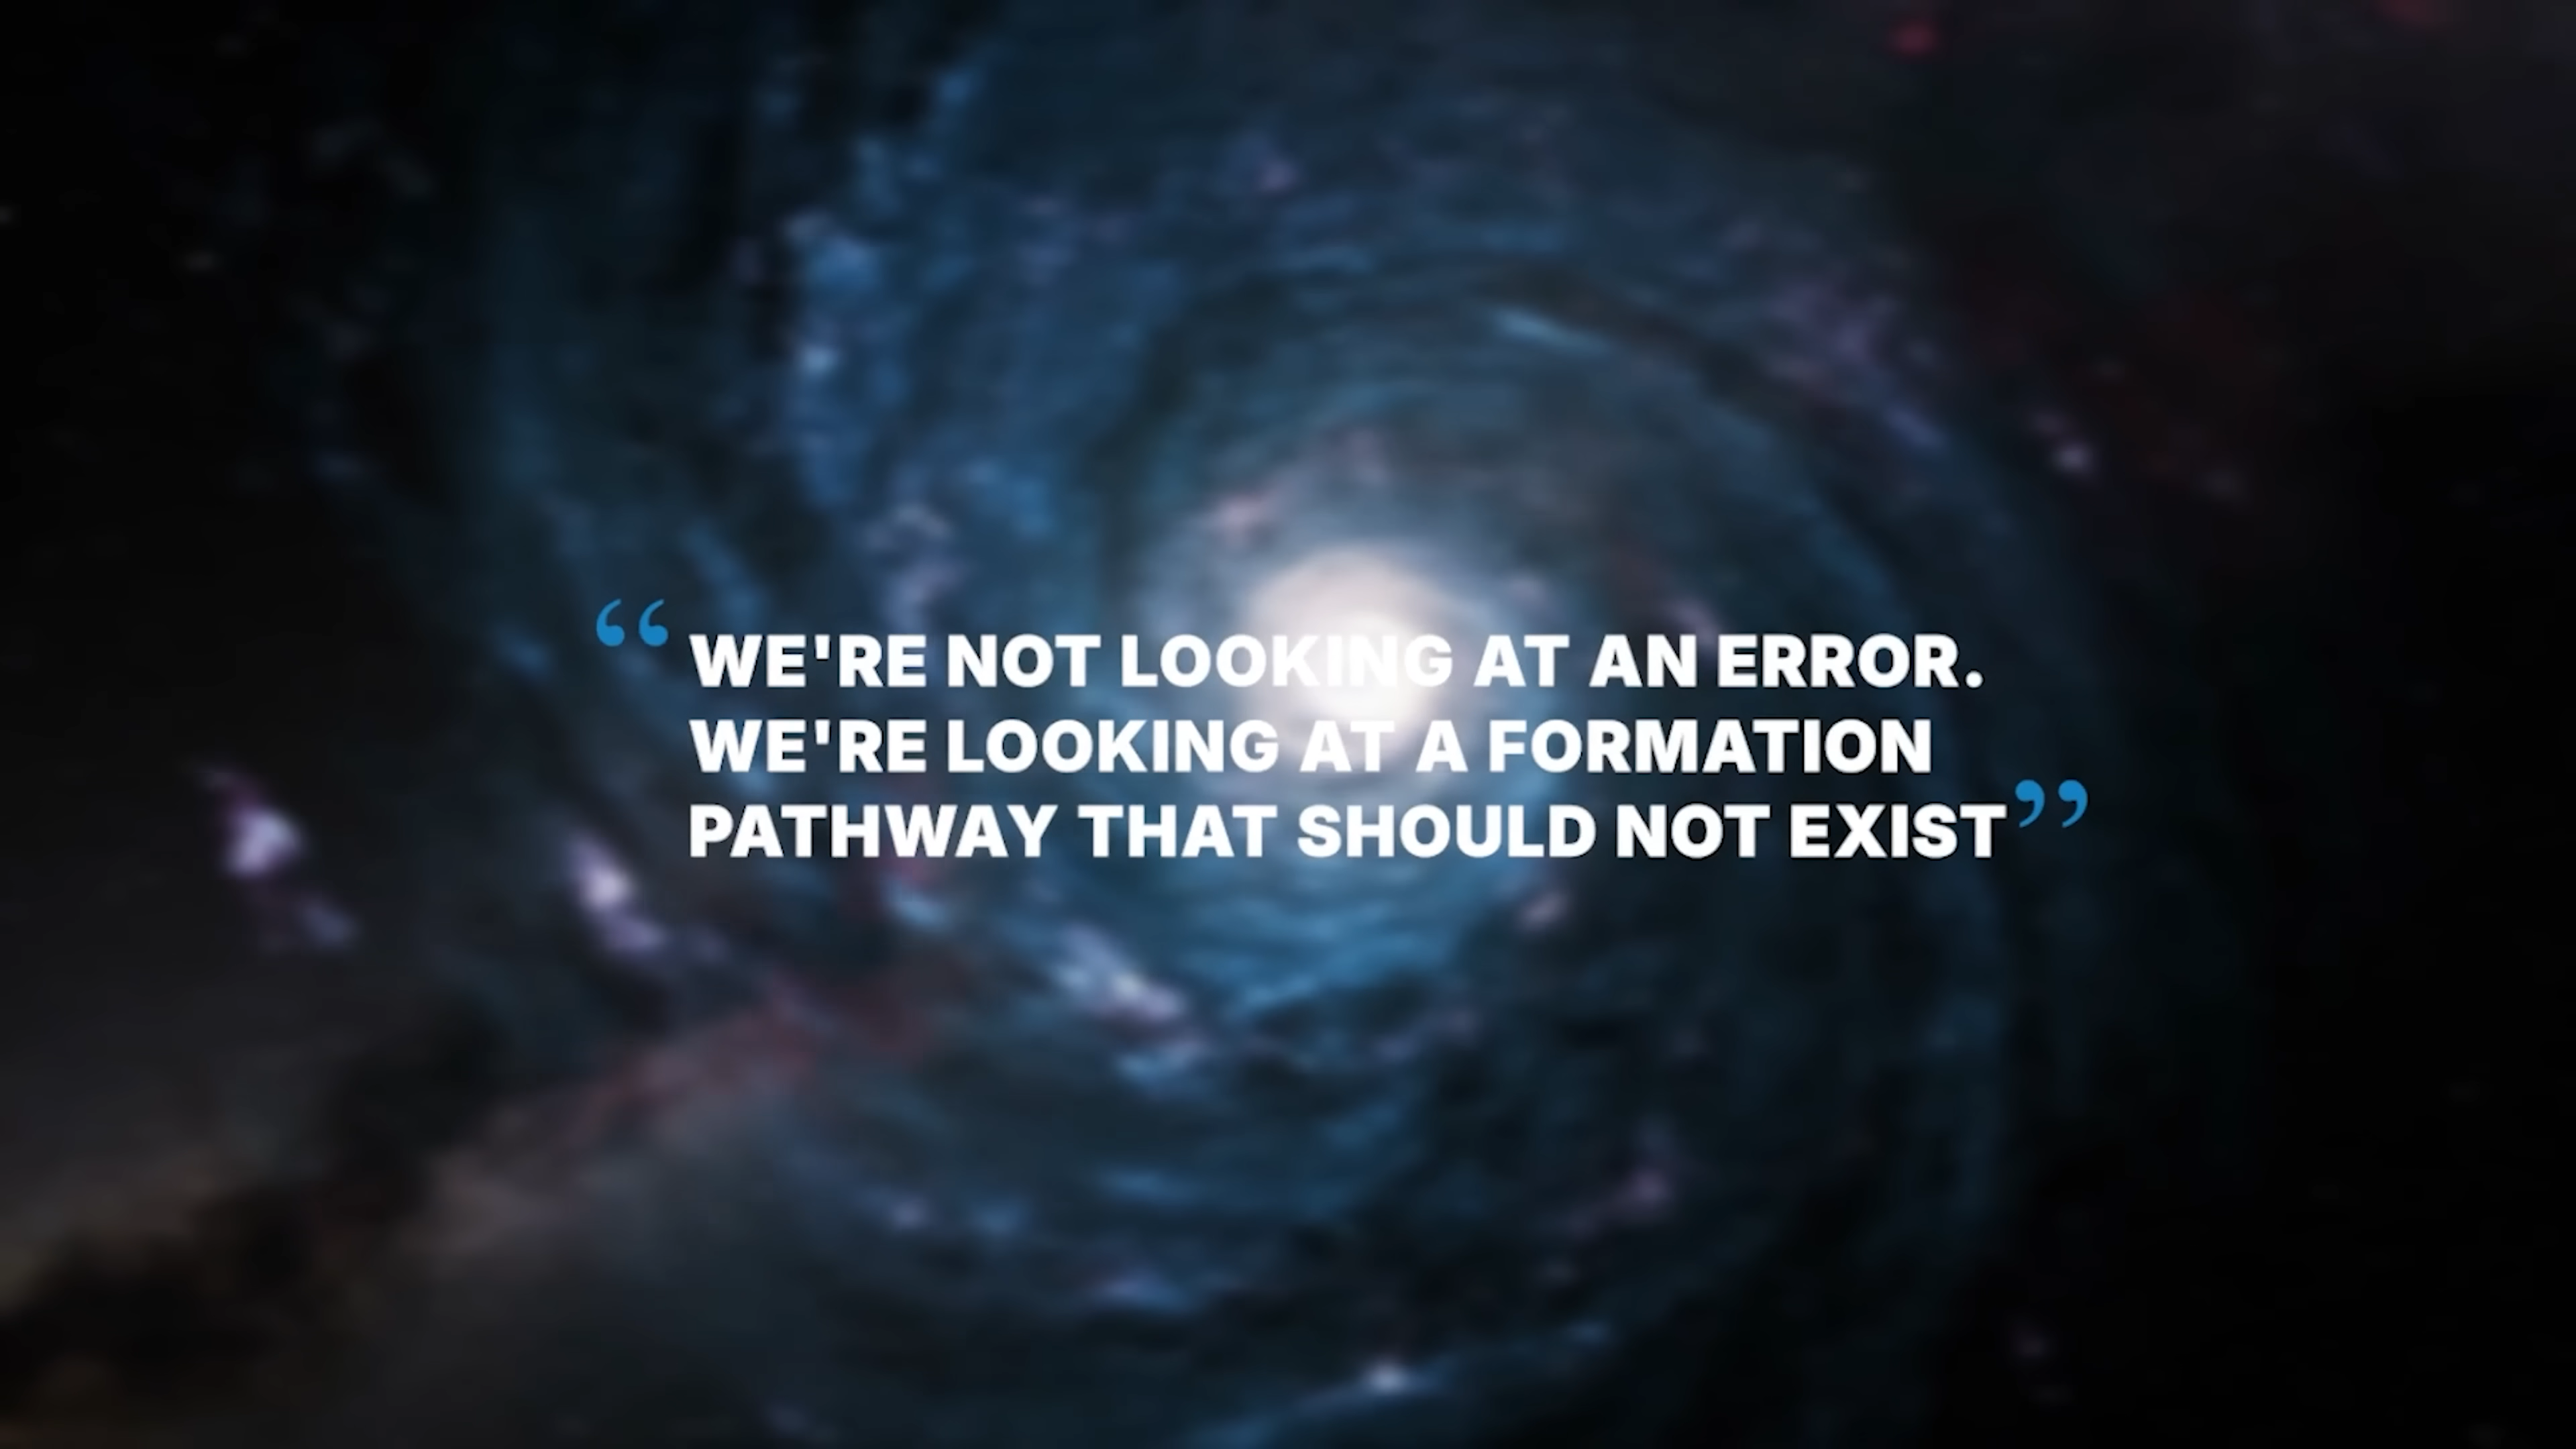 “WE'RE NOT LOOKING AT AN ERROR.
WE'RE LOOKING AT A FORMATION
PATHWAY THAT SHOULD NOT EXIST”